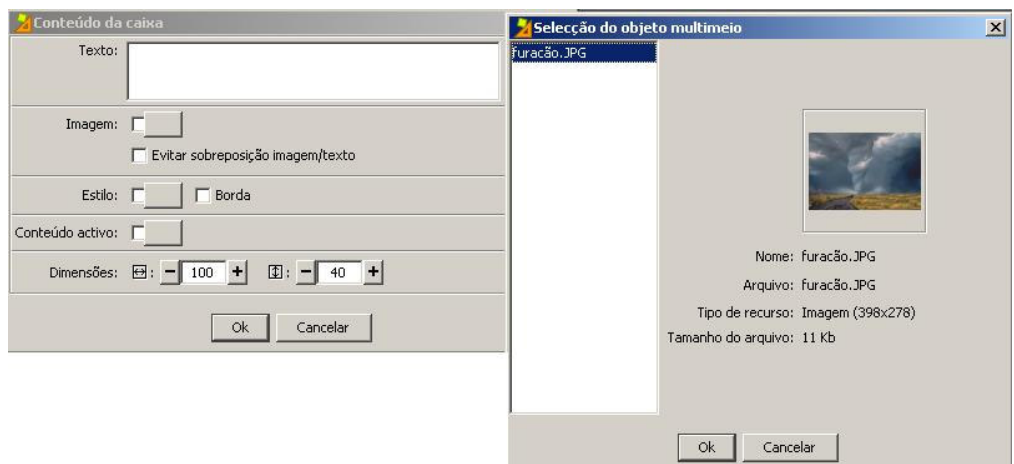 Conteúdo da caixa
Texto:
Imagem:
Evitar sobreposição imagem/texto
Estilo: Borda
Conteúdo activo:
Dimensões: : - 100 + : - 40 +
Ok Cancelar
Selecção do objeto multimeio
furacão.JPG
Nome: furacão.JPG
Arquivo: furacão.JPG
Tipo de recurso: Imagem (398x278)
Tamanho do arquivo: 11 Kb
Ok Cancelar